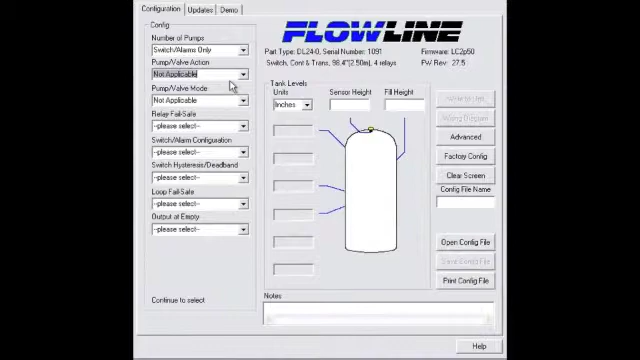 Configuration
Updates
Demo
Config:
Number of Pumps
Switch/Alarms Only
Pump/Valve Action
Not Applicable
Pump/Valve Mode
Not Applicable
Relay Fail-Safe
--please select--
Switch/Alarm Configuration
--please select--
Switch Hysteresis/Deadband
--please select--
Loop Fail-Safe
--please select--
Output at Empty
--please select--
Continue to select
FLOWLINE
Part Type: DL24-0, Serial Number: 1091
Firmware: LC2p50
Switch, Cont & Trans, 98.4"(2.50m), 4 relays
FW Rev: 27.5
Tank Levels
Units
Sensor Height
Fill Height
Inches
Write to Unit
Wiring Diagram
Advanced
Factory Config
Clear Screen
Config File Name
Open Config File
Save Config File
Print Config File
Notes
Help